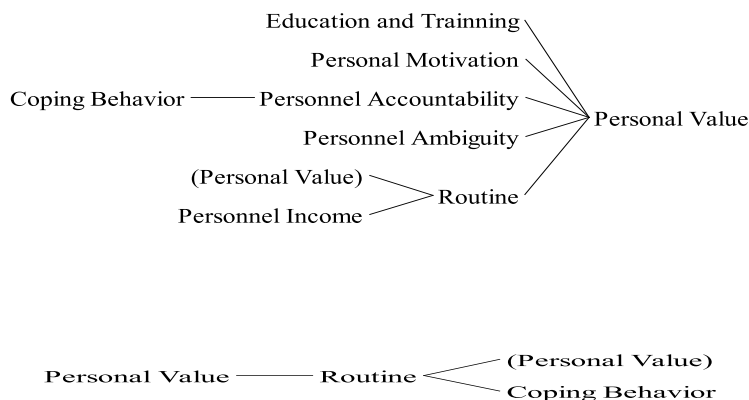 Education and Trainning
Personal Motivation
Coping Behavior
Personnel Accountability
Personal Value
Personnel Ambiguity
(Personal Value)
Routine
Personnel Income
(Personal Value)
Personal Value
Routine
Coping Behavior